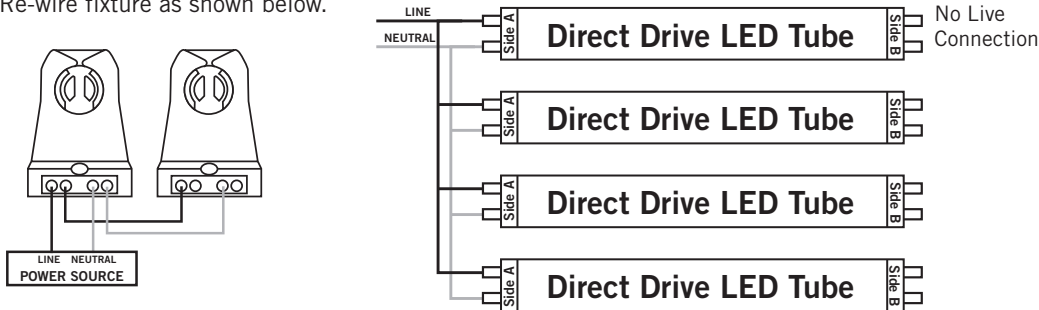 Re-wire fixture as shown below.
LINE NEUTRAL
POWER SOURCE
LINE
NEUTRAL
Side A
Direct Drive LED Tube
Side B
No Live
Connection
Side A
Direct Drive LED Tube
Side B
Side A
Direct Drive LED Tube
Side B
Side A
Direct Drive LED Tube
Side B